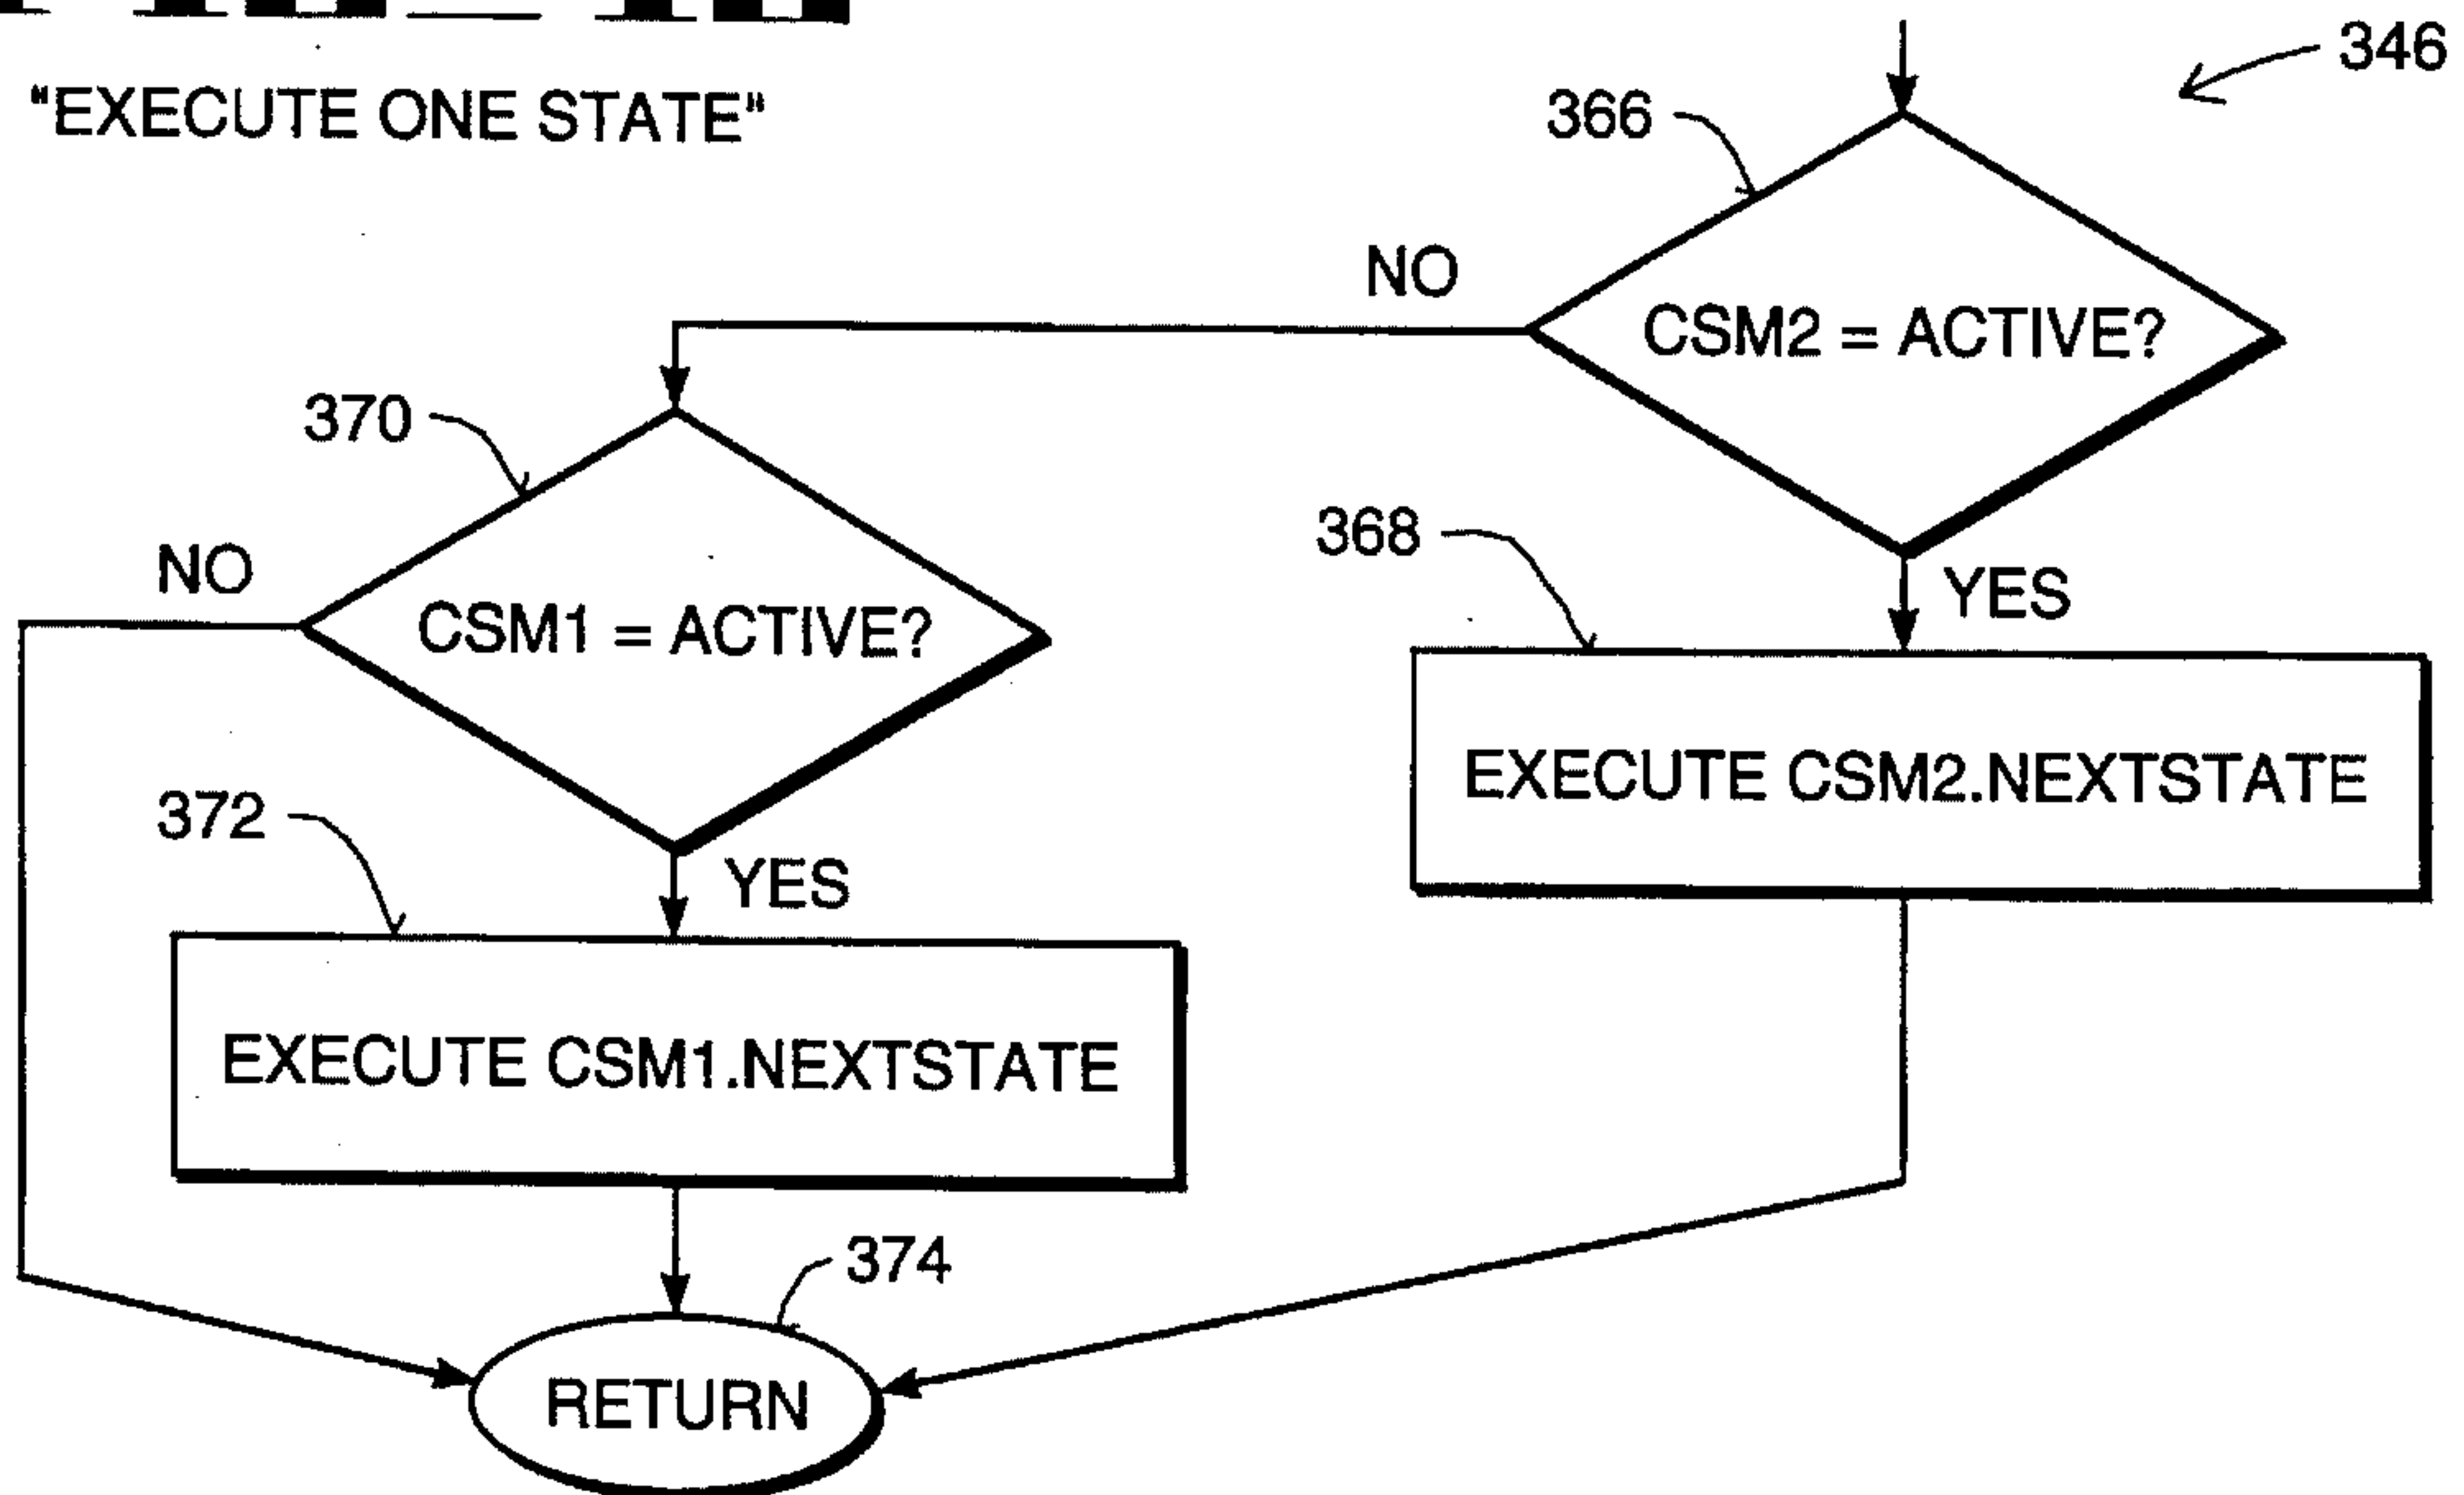 "EXECUTE ONE STATE"
346
366
NO
CSM2 = ACTIVE?
370
368
YES
NO
CSM1 = ACTIVE?
EXECUTE CSM2.NEXTSTATE
372
YES
EXECUTE CSM1.NEXTSTATE
374
RETURN